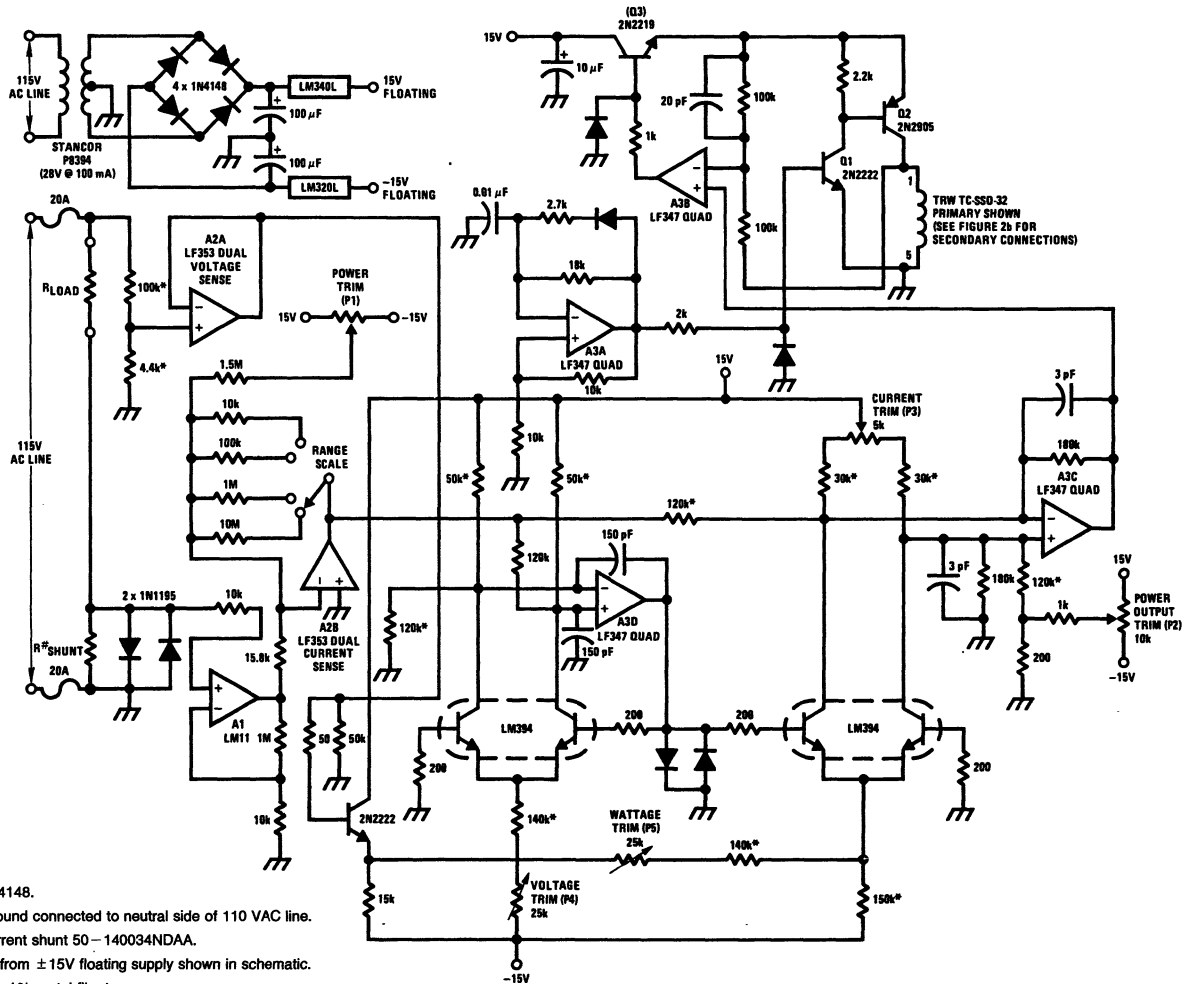 (Q3)
2N2219
15V
10 µF
20 pF
100k
2.2k
Q2
2N2905
Q1
2N2222
1k
A3B
LF347 QUAD
100k
1
5
TRW TC-SSD-32
PRIMARY SHOWN
(SEE FIGURE 2b FOR
SECONDARY CONNECTIONS)
115V
AC LINE
STANCOR
P8394
(28V @ 100 mA)
4 x 1N4148
100 µF
100 µF
LM340L
LM320L
15V
FLOATING
-15V
FLOATING
20A
RLOAD
100k*
4.4k*
A2A
LF353 DUAL
VOLTAGE
SENSE
POWER
TRIM
(P1)
15V
-15V
1.5M
10k
100k
1M
10M
RANGE
SCALE
115V
AC LINE
0.01 µF
2.7k
18k
A3A
LF347 QUAD
10k
10k
2k
15V
CURRENT
TRIM (P3)
5k
3 pF
180k
A3C
LF347 QUAD
50k*
50k*
30k*
30k*
120k*
120k
150 pF
A3D
LF347 QUAD
150 pF
120k*
3 pF
180k
120k*
1k
200
15V
POWER
OUTPUT
TRIM (P2)
10k
-15V
2 x 1N1195
10k
R#SHUNT
20A
A2B
LF353 DUAL
CURRENT
SENSE
15.8k
A1
LM11
1M
10k
50
50k
2N2222
LM394
200
200
200
LM394
200
140k*
WATTAGE
TRIM (P5)
25k
140k*
15k
VOLTAGE
TRIM (P4)
25k
150k*
-15V
4148.
ound connected to neutral side of 110 VAC line.
rrent shunt 50–140034NDAA.
from ±15V floating supply shown in schematic.